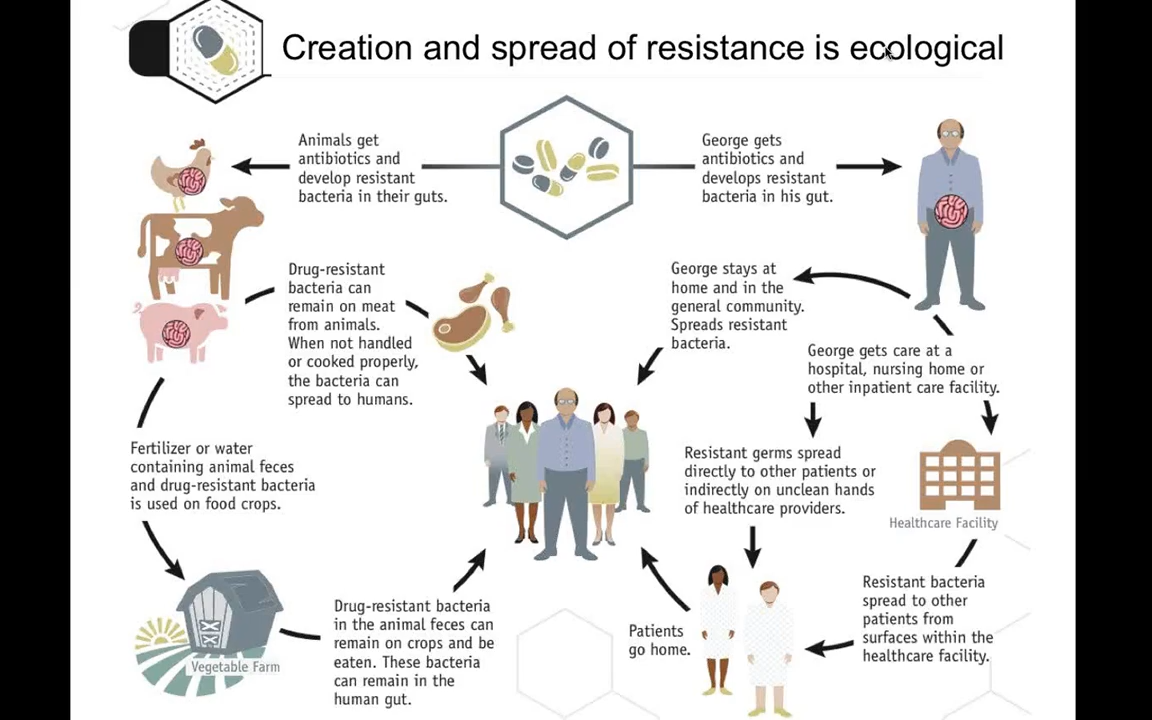 Creation and spread of resistance is ecological
Animals get
antibiotics and
develop resistant
bacteria in their guts.
George gets
antibiotics and
develops resistant
bacteria in his gut.
Drug-resistant
bacteria can
remain on meat
from animals.
When not handled
or cooked properly,
the bacteria can
spread to humans.
George stays at
home and in the
general community.
Spreads resistant
bacteria.
George gets care at a
hospital, nursing home or
other inpatient care facility.
Fertilizer or water
containing animal feces
and drug-resistant bacteria
is used on food crops.
Resistant germs spread
directly to other patients or
indirectly on unclean hands
of healthcare providers.
Healthcare Facility
Vegetable Farm
Drug-resistant bacteria
in the animal feces can
remain on crops and be
eaten. These bacteria
can remain in the
human gut.
Patients
go home.
Resistant bacteria
spread to other
patients from
surfaces within the
healthcare facility.